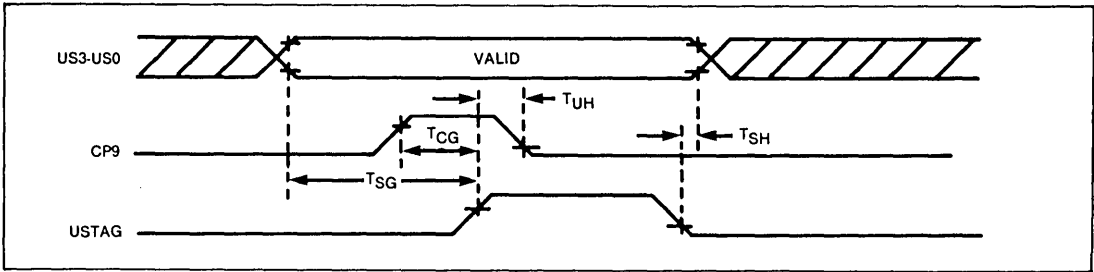 US3-US0
VALID
TUH
CP9
TCG
TSH
TSG
USTAG